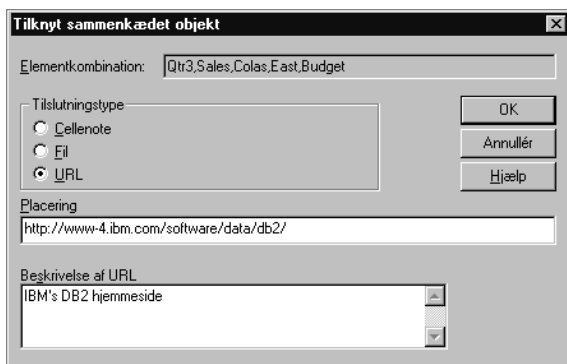 Tilknyt sammenkædet objekt
Elementkombination: Qtr3,Sales,Colas,East,Budget
Tilslutningstype
Cellenote
Fil
URL
OK
Annullér
Hjælp
Placering
http://www-4.ibm.com/software/data/db2/
Beskrivelse af URL
IBM's DB2 hjemmeside